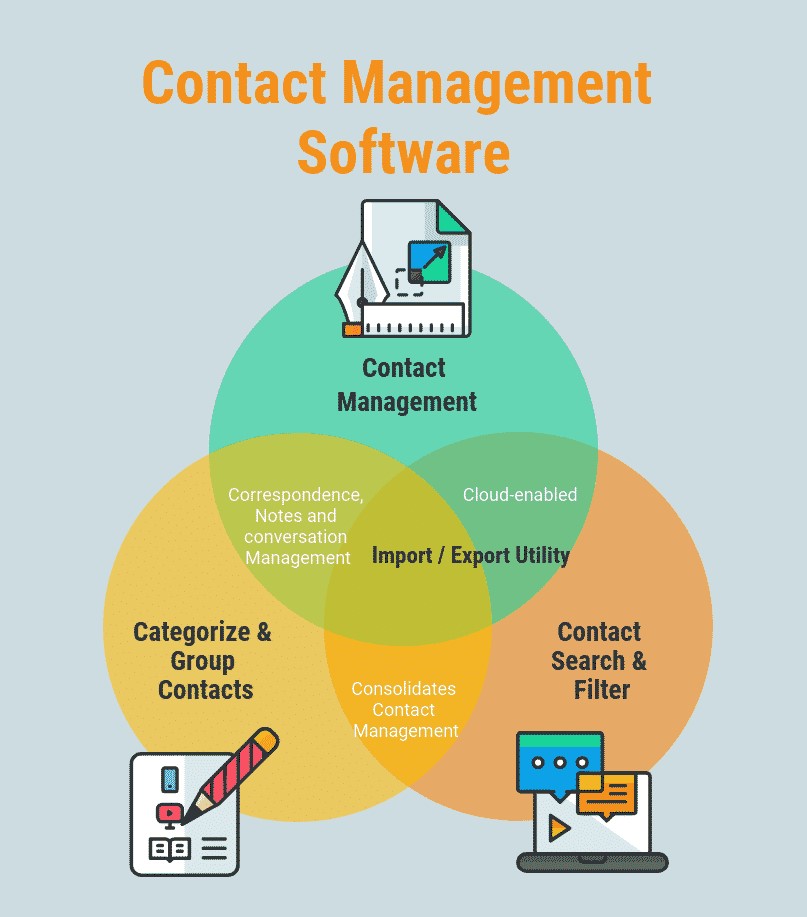 Contact Management
Software
Contact
Management
Correspondence,
Notes and
conversation
Management
Cloud-enabled
Import / Export Utility
Categorize &
Group
Contacts
Contact
Search &
Filter
Consolidates
Contact
Management